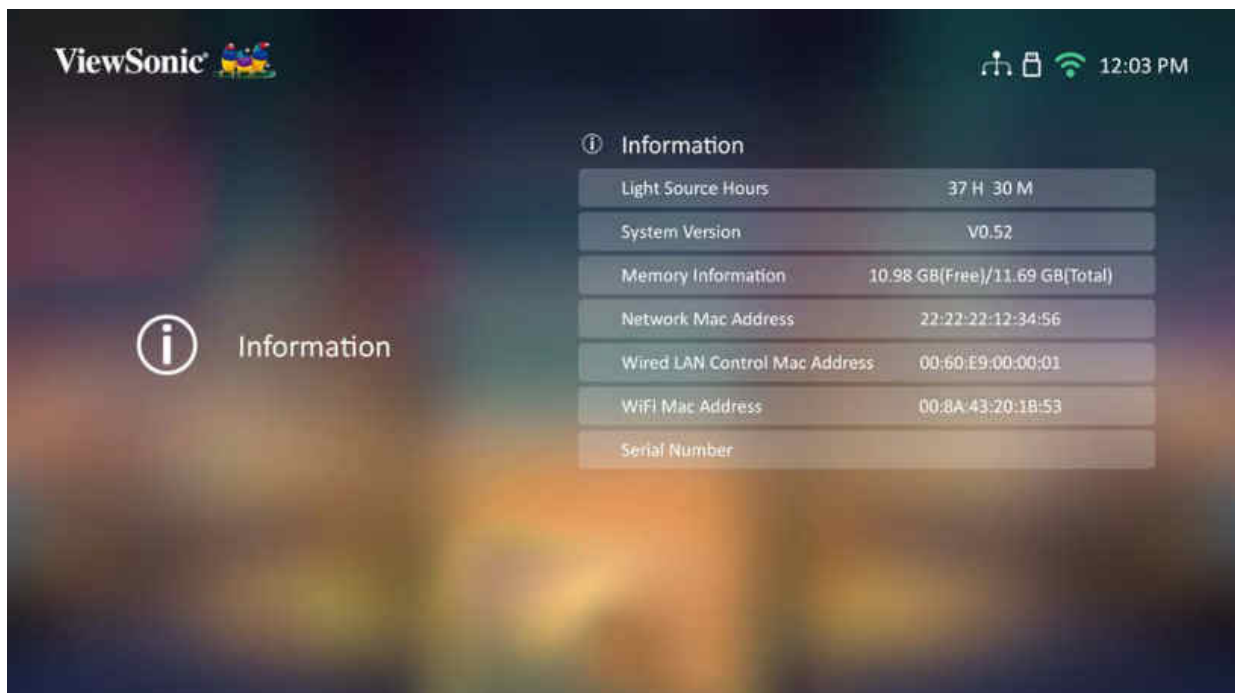 ViewSonic
12:03 PM
Information
Information
Light Source Hours 37 H 30 M
System Version V0.52
Memory Information 10.98 GB(Free)/11.69 GB(Total)
Network Mac Address 22:22:22:12:34:56
Wired LAN Control Mac Address 00:60:E9:00:00:01
WiFi Mac Address 00:8A:43:20:1B:53
Serial Number